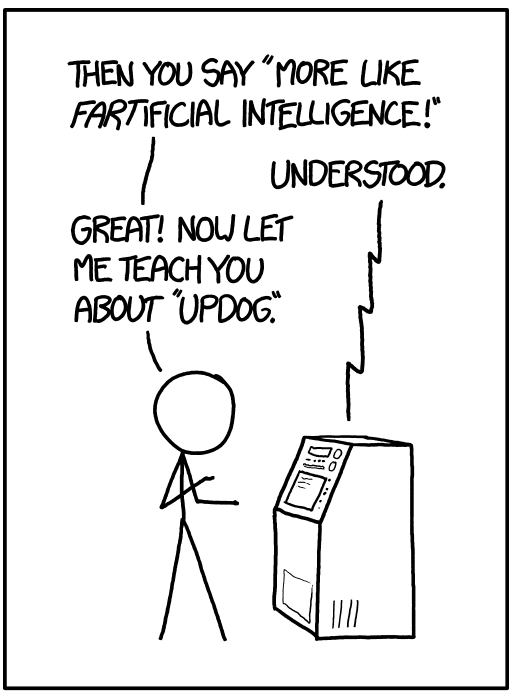 THEN YOU SAY "MORE LIKE
FARTIFICIAL INTELLIGENCE!"
UNDERSTOOD.
GREAT! NOW LET
ME TEACH YOU
ABOUT "UPDOG."